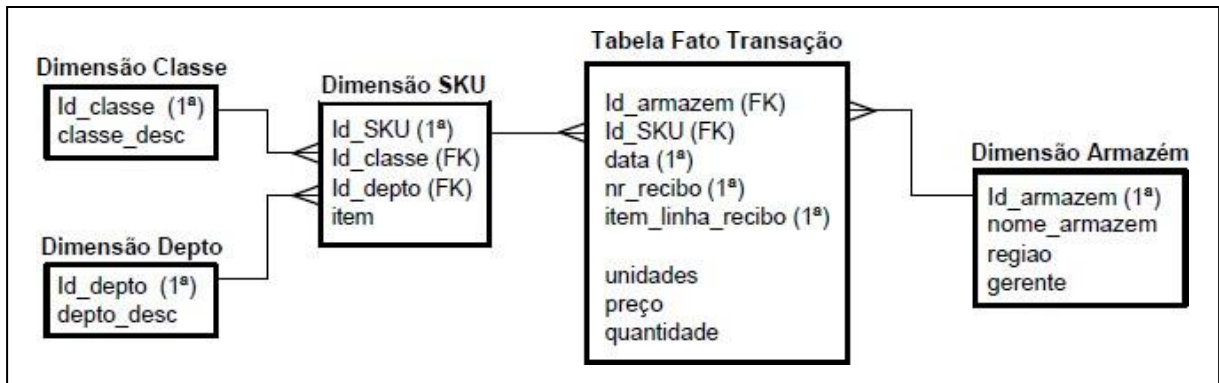 Dimensão Classe
Id_classe (1ª)
classe_desc
Dimensão Depto
Id_depto (1ª)
depto_desc
Dimensão SKU
Id_SKU (1ª)
Id_classe (FK)
Id_depto (FK)
item
Tabela Fato Transação
Id_armazem (FK)
Id_SKU (FK)
data (1ª)
nr_recibo (1ª)
item_linha_recibo (1ª)
unidades
preço
quantidade
Dimensão Armazém
Id_armazem (1ª)
nome_armazem
regiao
gerente